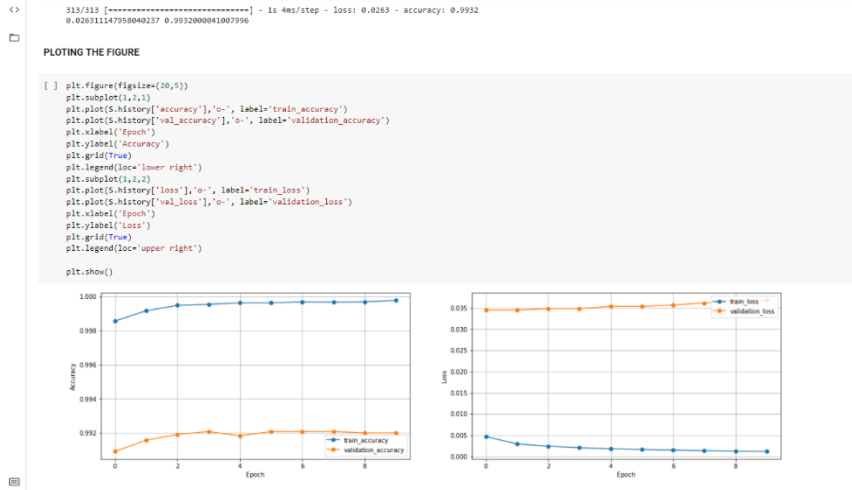 313/313 [==============================] - 1s 4ms/step - loss: 0.0263 - accuracy: 0.9932
0.026311147958040237 0.9932000041007996
PLOTING THE FIGURE
[ ] plt.figure(figsize=(20,5))
plt.subplot(1,2,1)
plt.plot(S.history['accuracy'],'o-', label='train_accuracy')
plt.plot(S.history['val_accuracy'],'o-', label='validation_accuracy')
plt.xlabel('Epoch')
plt.ylabel('Accuracy')
plt.grid(True)
plt.legend(loc='lower right')
plt.subplot(1,2,2)
plt.plot(S.history['loss'],'o-', label='train_loss')
plt.plot(S.history['val_loss'],'o-', label='validation_loss')
plt.xlabel('Epoch')
plt.ylabel('Loss')
plt.grid(True)
plt.legend(loc='upper right')
plt.show()
1.000
0.998
0.996
0.994
0.992
Accuracy
train_accuracy
validation_accuracy
0 2 4 6 8
Epoch
0.035
0.030
0.025
0.020
0.015
0.010
0.005
0.000
Loss
train_loss
validation_loss
0 2 4 6 8
Epoch